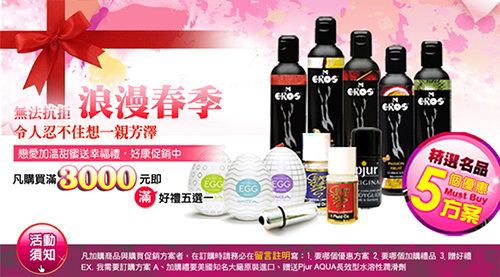 無法抗拒 浪漫春季
令人忍不住想一親芳澤
戀愛加溫甜蜜送幸福禮，好康促銷中
凡購買滿3000元即
滿 好禮五選一
EROS
EROS
EROS
EROS
EROS
EGG
EGG
EGG
pjur
ORIGINAL
精選名品
5個優惠
Must Buy
方案
活動
須知
凡加購商品與購買促銷方案者，在訂購時請務必在留言註明寫：1, 要哪個優惠方案 2, 要哪個加購禮品 3, 贈好禮
EX. 我需要訂購方案 A、加購禮要英國知名大廠原裝進口、贈送Pjur AQUA長效型水溶性潤滑劑